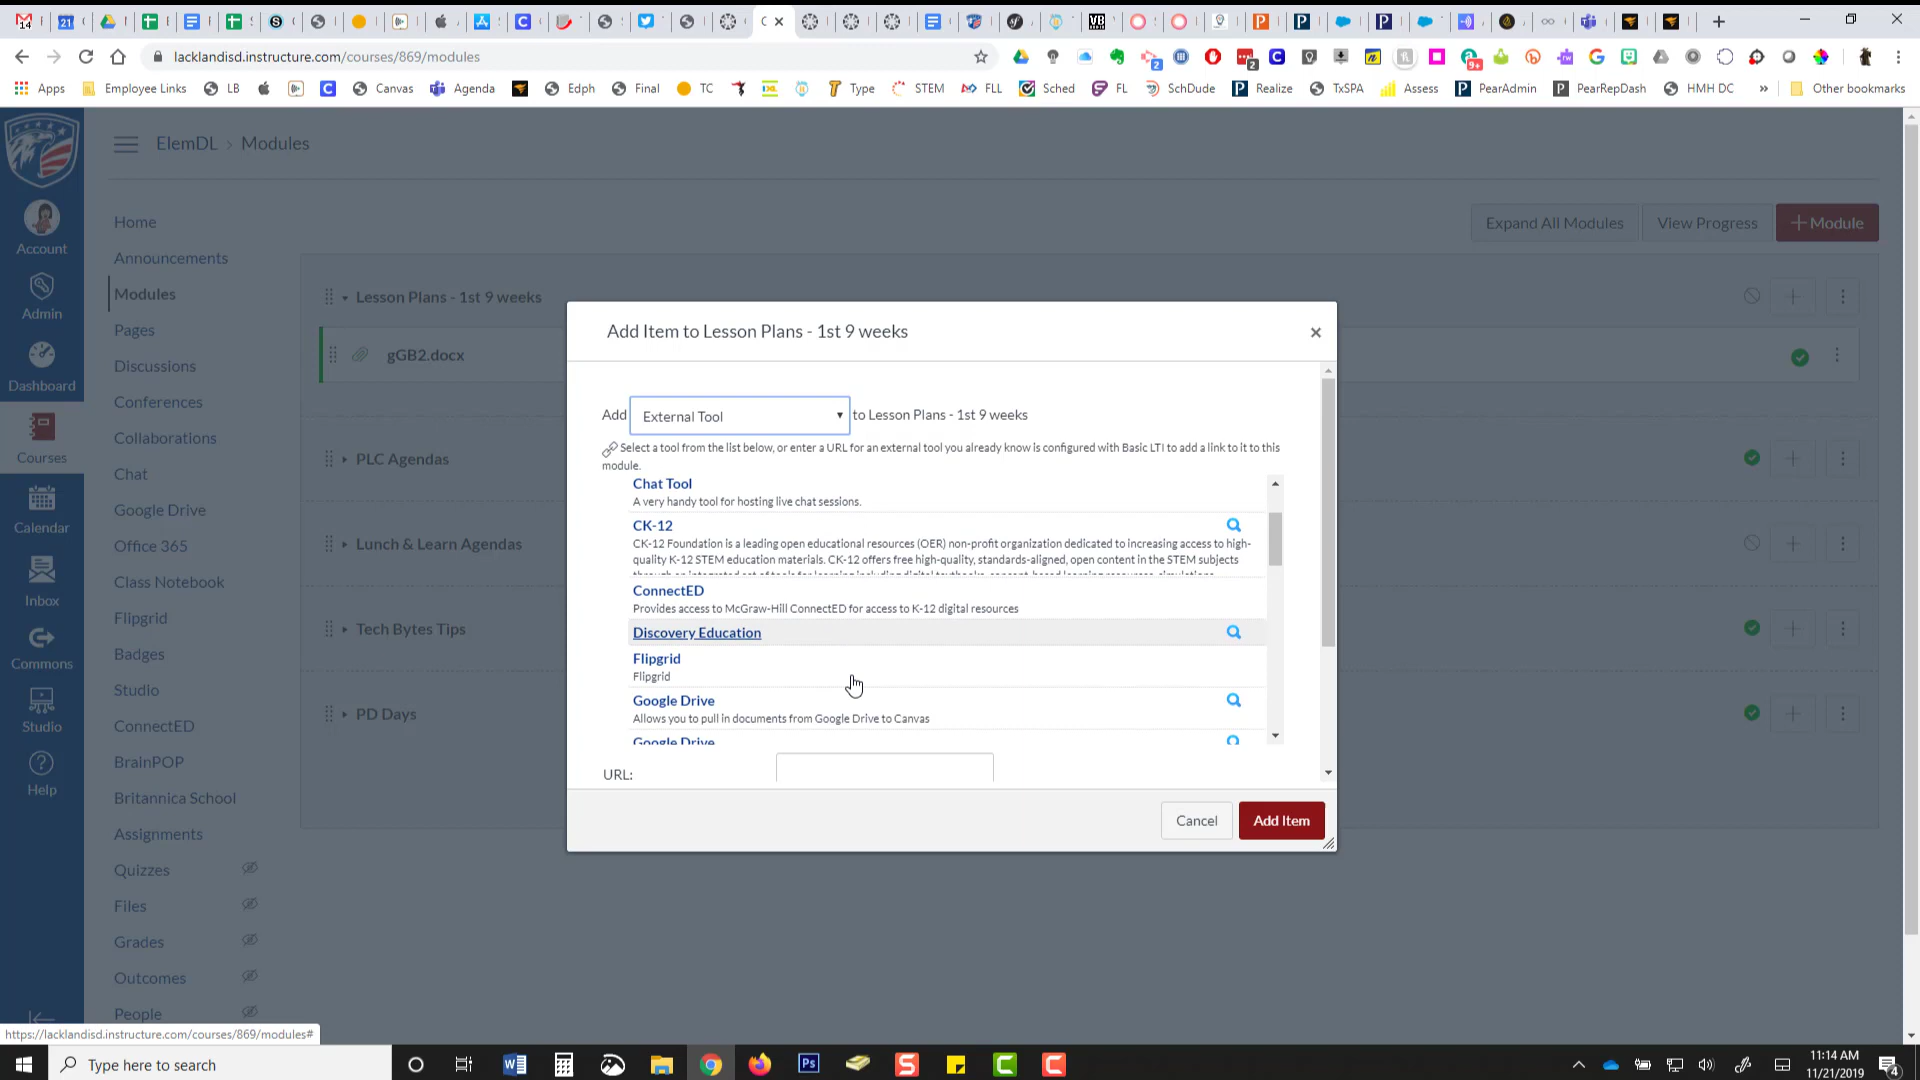 lacklandisd.instructure.com/courses/869/modules
Apps
Employee Links
LB
Canvas
Agenda
Edph
Final
TC
Type
STEM
FLL
Sched
FL
SchDude
Realize
TxSPA
Assess
PearAdmin
PearRepDash
HMH DC
»
Other bookmarks
ElemDL › Modules
Account
Admin
Dashboard
Courses
Calendar
Inbox
Commons
Studio
Help
Home
Announcements
Modules
Pages
Discussions
Conferences
Collaborations
Chat
Google Drive
Office 365
Class Notebook
Flipgrid
Badges
Studio
ConnectED
BrainPOP
Britannica School
Assignments
Quizzes
Files
Grades
Outcomes
People
Expand All Modules
View Progress
+ Module
Lesson Plans - 1st 9 weeks
gGB2.docx
PLC Agendas
Lunch & Learn Agendas
Tech Bytes Tips
PD Days
Add Item to Lesson Plans - 1st 9 weeks
Add External Tool to Lesson Plans - 1st 9 weeks
Select a tool from the list below, or enter a URL for an external tool you already know is configured with Basic LTI to add a link to it to this
module.
Chat Tool
A very handy tool for hosting live chat sessions.
CK-12
CK-12 Foundation is a leading open educational resources (OER) non-profit organization dedicated to increasing access to high-
quality K-12 STEM education materials. CK-12 offers free high-quality, standards-aligned, open content in the STEM subjects
ConnectED
Provides access to McGraw-Hill ConnectED for access to K-12 digital resources
Discovery Education
Flipgrid
Flipgrid
Google Drive
Allows you to pull in documents from Google Drive to Canvas
Google Drive
URL:
Cancel
Add Item
https://lacklandisd.instructure.com/courses/869/modules#
Type here to search
11:14 AM
11/21/2019
4